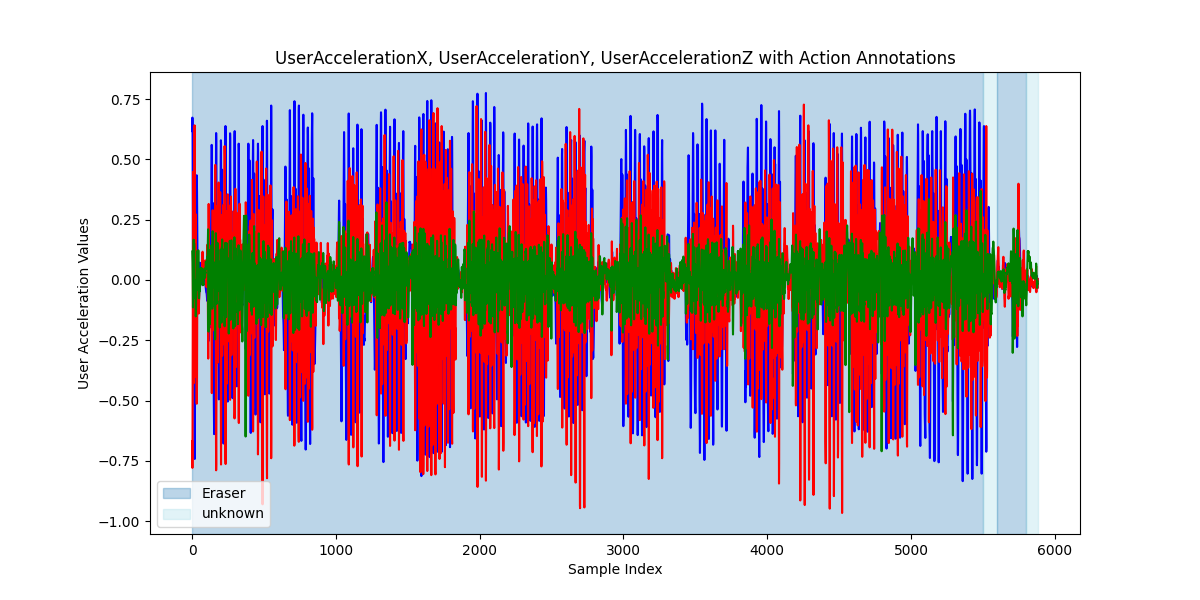 UserAccelerationX, UserAccelerationY, UserAccelerationZ with Action Annotations
User Acceleration Values
0.75
0.50
0.25
0.00
−0.25
−0.50
−0.75
−1.00
Eraser
unknown
0 1000 2000 3000 4000 5000 6000
Sample Index